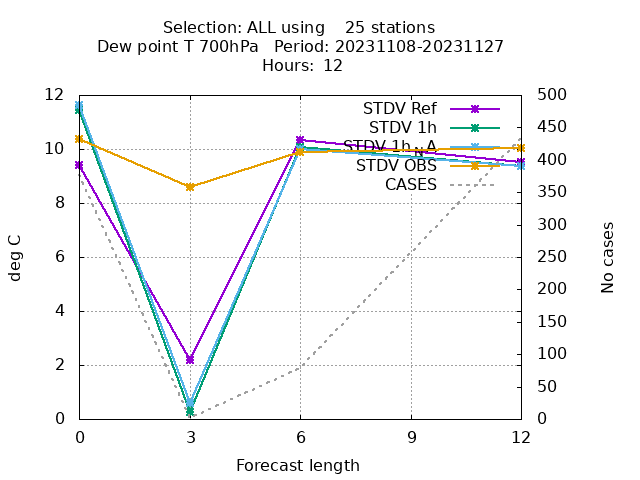 Selection: ALL using    25 stations
Dew point T 700hPa   Period: 20231108-20231127
Hours: 12
STDV Ref
STDV 1h
STDV 1h_A
STDV OBS
CASES
deg C
No cases
12
10
8
6
4
2
0
500
450
400
350
300
250
200
150
100
50
0
0 3 6 9 12
Forecast length